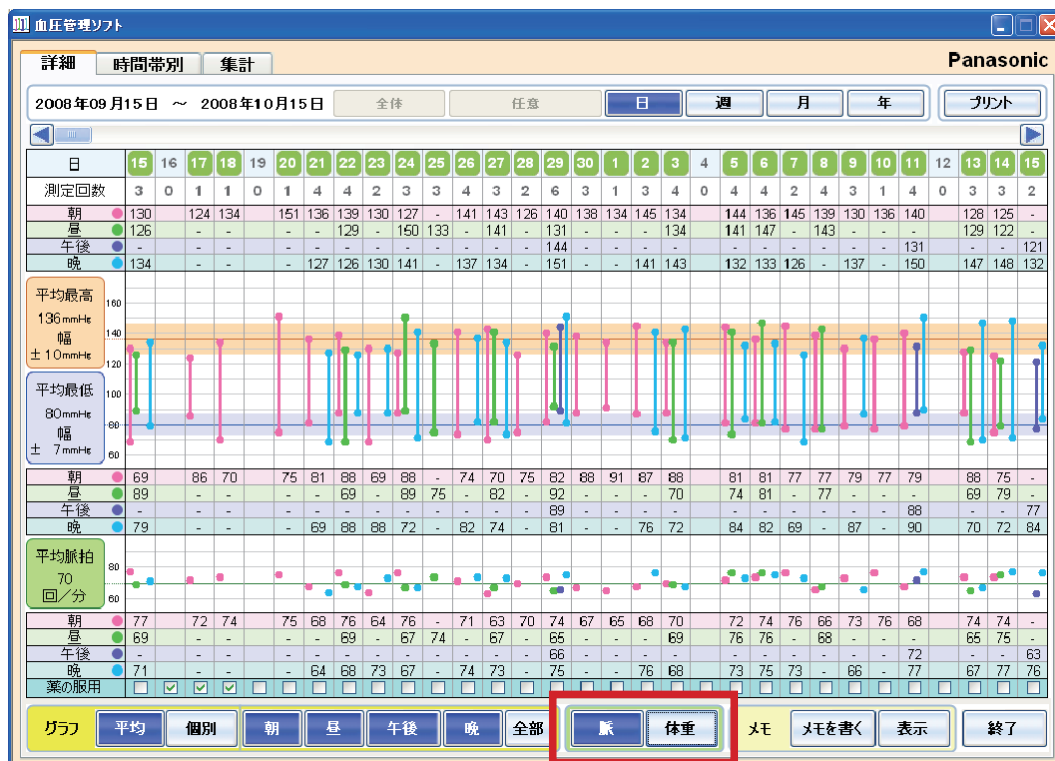 血圧管理ソフト
詳細 時間帯別 集計 Panasonic
2008年09月15日 ～ 2008年10月15日 全体 任意 日 週 月 年 プリント
日 15 16 17 18 19 20 21 22 23 24 25 26 27 28 29 30 1 2 3 4 5 6 7 8 9 10 11 12 13 14 15
測定回数 3 0 1 1 0 1 4 4 2 3 3 4 3 2 6 3 1 3 4 0 4 4 2 4 3 1 4 0 3 3 2
朝 130 124 134 151 136 139 130 127 - 141 143 126 140 138 134 145 134 144 136 145 139 130 136 140 128 125 -
昼 126 - - - - 129 - 150 133 - 141 - 131 - - - 134 141 147 - 143 - - - 129 122 -
午後 - - - - - - - - - - - - 144 - - - - - - - - - - 131 - - 121
晩 134 - - - 127 126 130 141 - 137 134 - 151 - - 141 143 132 133 126 - 137 - 150 147 148 132
平均最高
136mmHg
幅
± 10mmHg
160
140
120
100
80
60
平均最低
80mmHg
幅
± 7mmHg
朝 69 86 70 75 81 88 69 88 - 74 70 75 82 88 91 87 88 81 81 77 77 79 77 79 88 75 -
昼 89 - - - - 69 - 89 75 - 82 - 92 - - - 70 74 81 - 77 - - - 69 79 -
午後 - - - - - - - - - - - - 89 - - - - - - - - - - 88 - - 77
晩 79 - - - 69 88 88 72 - 82 74 - 81 - - 76 72 84 82 69 - 87 - 90 70 72 84
平均脈拍
70
回／分
80
60
朝 77 72 74 75 68 76 64 76 - 71 63 70 74 67 65 68 70 72 74 76 66 73 76 68 74 74 -
昼 69 - - - - 69 - 67 74 - 67 - 65 - - - 69 76 76 - 68 - - - 65 75 -
午後 - - - - - - - - - - - - 66 - - - - - - - - - - 72 - - 63
晩 71 - - - 64 68 73 67 - 74 73 - 75 - - 76 68 73 75 73 - 66 - 77 67 77 76
薬の服用
グラフ 平均 個別 朝 昼 午後 晩 全部 脈 体重 メモ メモを書く 表示 終了